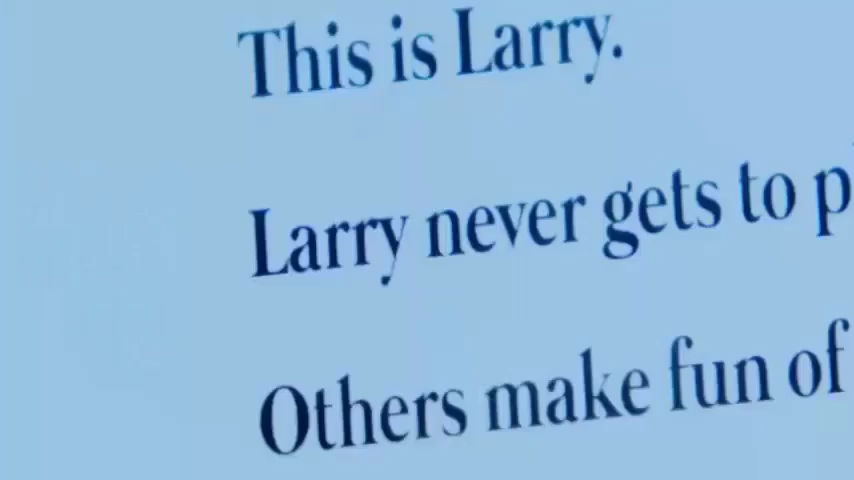 This is Larry.
Larry never gets to p
Others make fun of